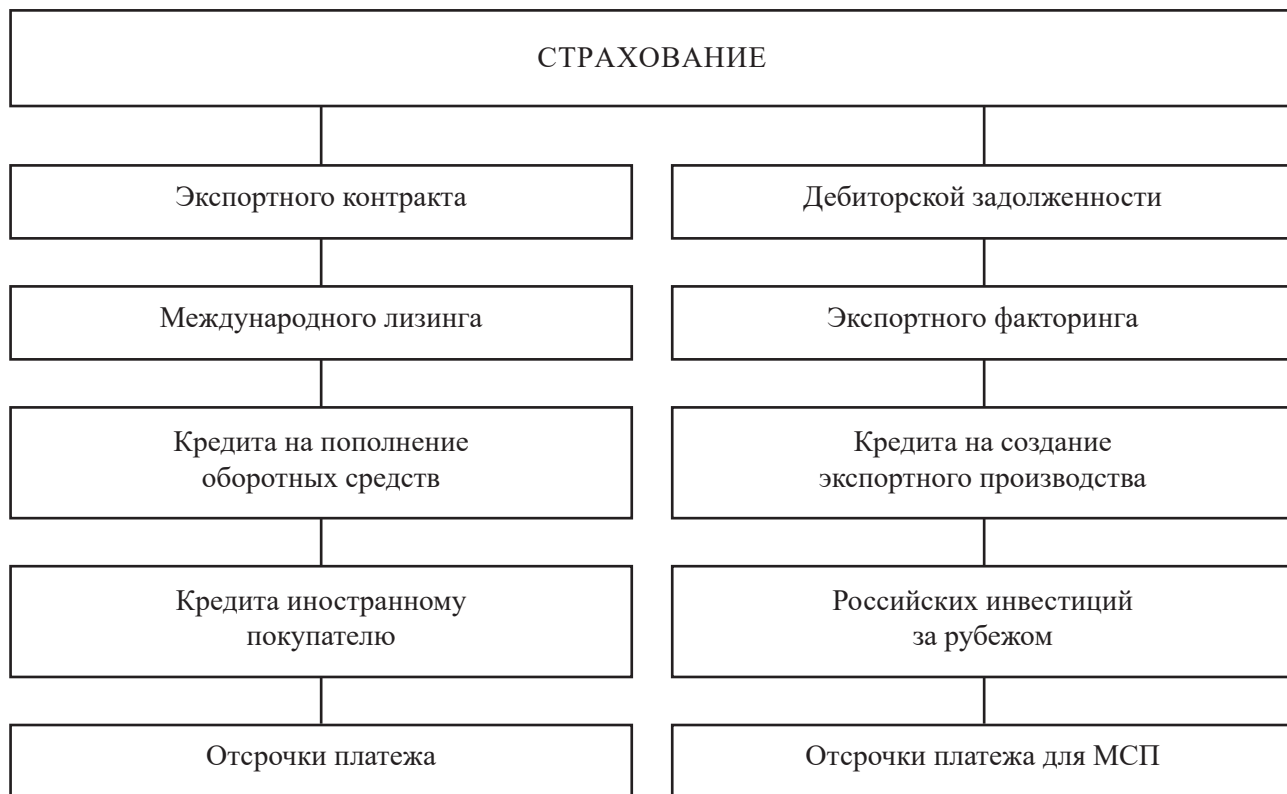 СТРАХОВАНИЕ
Экспортного контракта
Дебиторской задолженности
Международного лизинга
Экспортного факторинга
Кредита на пополнение
оборотных средств
Кредита на создание
экспортного производства
Кредита иностранному
покупателю
Российских инвестиций
за рубежом
Отсрочки платежа
Отсрочки платежа для МСП